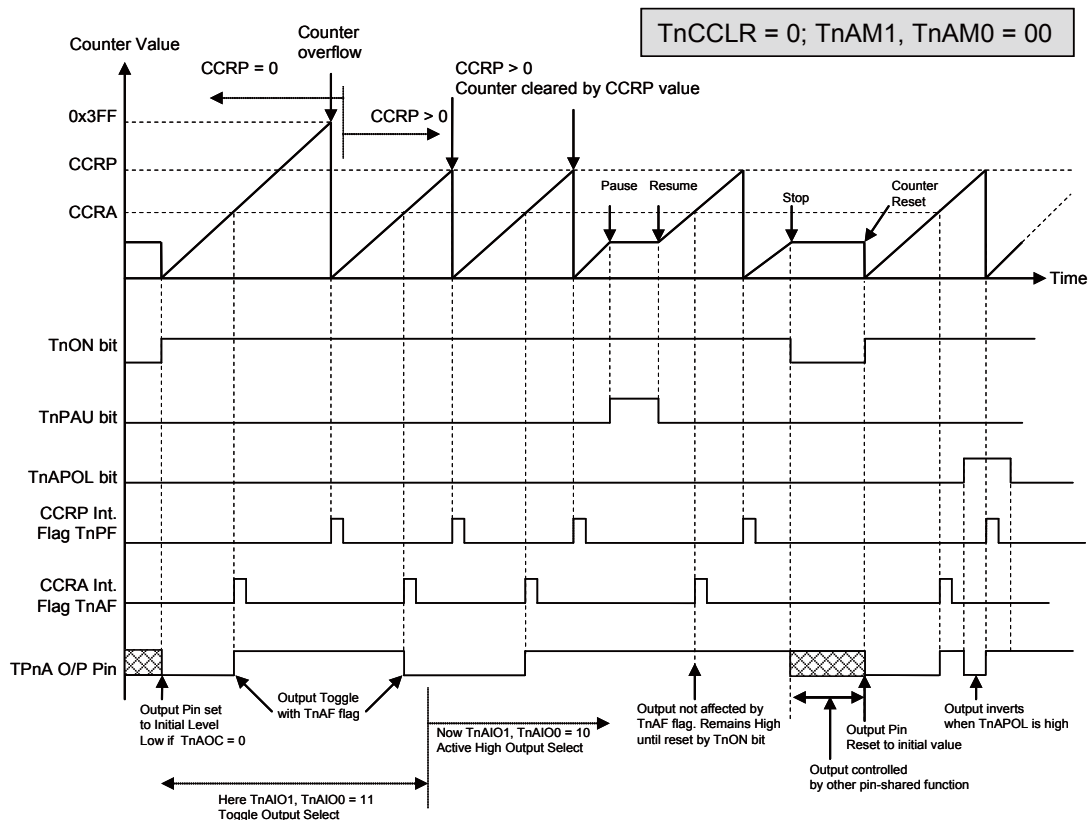 TnCCLR = 0; TnAM1, TnAM0 = 00
Counter Value
Counter
overflow
CCRP = 0
CCRP > 0
CCRP > 0
Counter cleared by CCRP value
0x3FF
CCRP
CCRA
Pause
Resume
Stop
Counter
Reset
Time
TnON bit
TnPAU bit
TnAPOL bit
CCRP Int.
Flag TnPF
CCRA Int.
Flag TnAF
TPnA O/P Pin
Output Pin set
to Initial Level
Low if TnAOC = 0
Output Toggle
with TnAF flag
Now TnAIO1, TnAIO0 = 10
Active High Output Select
Output not affected by
TnAF flag. Remains High
until reset by TnON bit
Output Pin
Reset to initial value
Output inverts
when TnAPOL is high
Output controlled
by other pin-shared function
Here TnAIO1, TnAIO0 = 11
Toggle Output Select